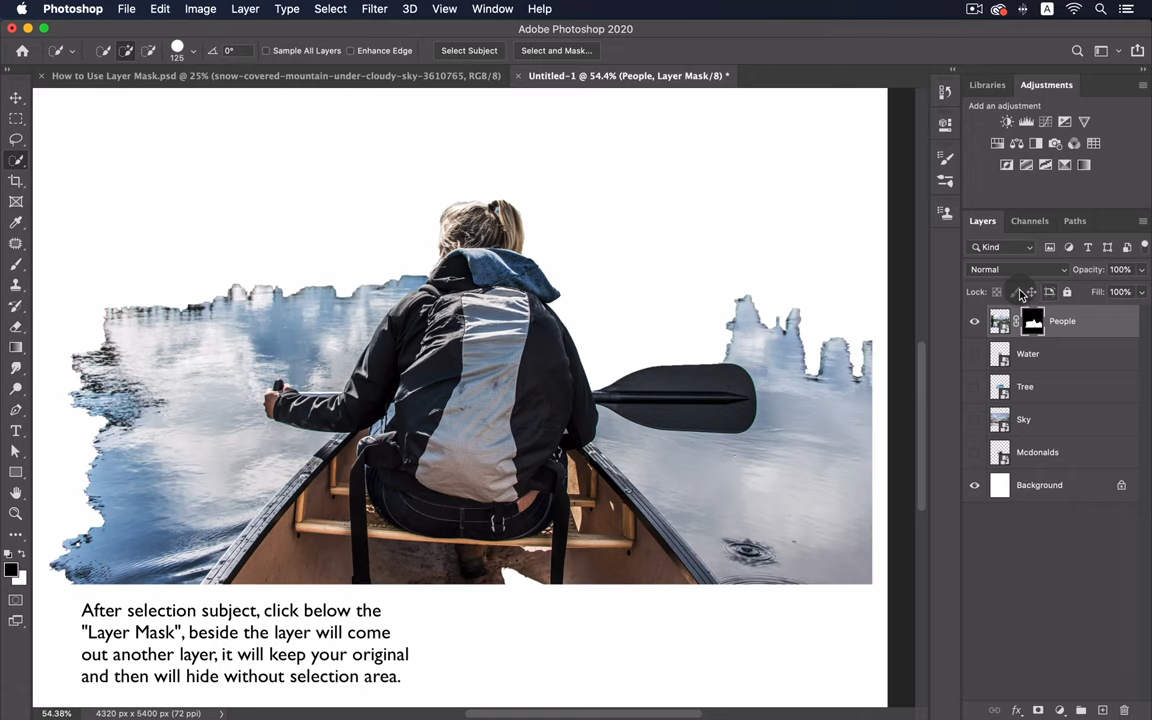 Photoshop File Edit Image Layer Type Select Filter 3D View Window Help A
Adobe Photoshop 2020
125 0° Sample All Layers Enhance Edge Select Subject Select and Mask...
How to Use Layer Mask.psd @ 25% (snow-covered-mountain-under-cloudy-sky-3610765, RGB/8) Untitled-1 @ 54.4% (People, Layer Mask/8) *
Libraries Adjustments
Add an adjustment
Layers Channels Paths
Kind
Normal Opacity: 100%
Lock: Fill: 100%
People
Water
Tree
Sky
Mcdonalds
Background
After selection subject, click below the
"Layer Mask", beside the layer will come
out another layer, it will keep your original
and then will hide without selection area.
54.38% 4320 px x 5400 px (72 ppi)
fx